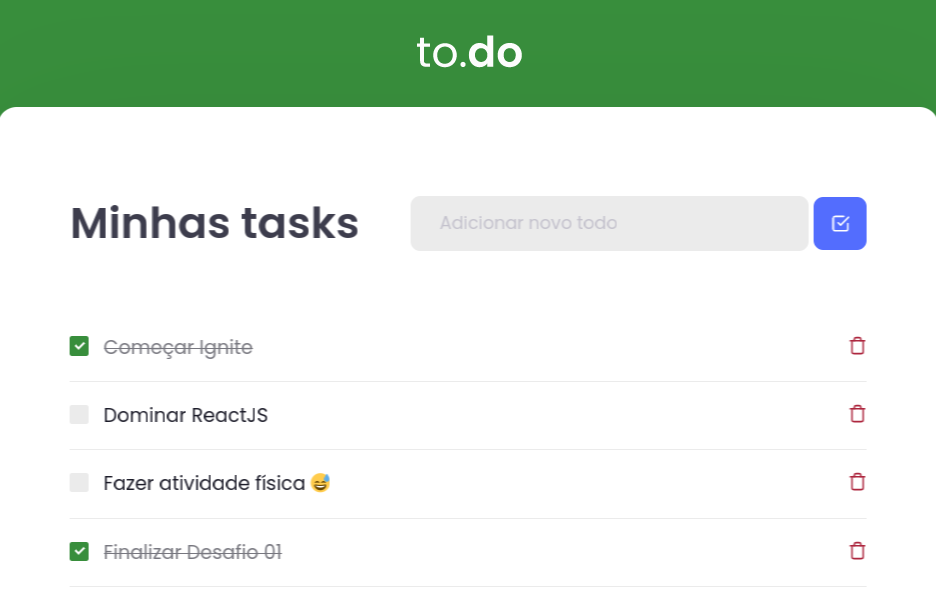 to.do
Minhas tasks
Adicionar novo todo
Começar Ignite
Dominar ReactJS
Fazer atividade física 😅
Finalizar Desafio 01